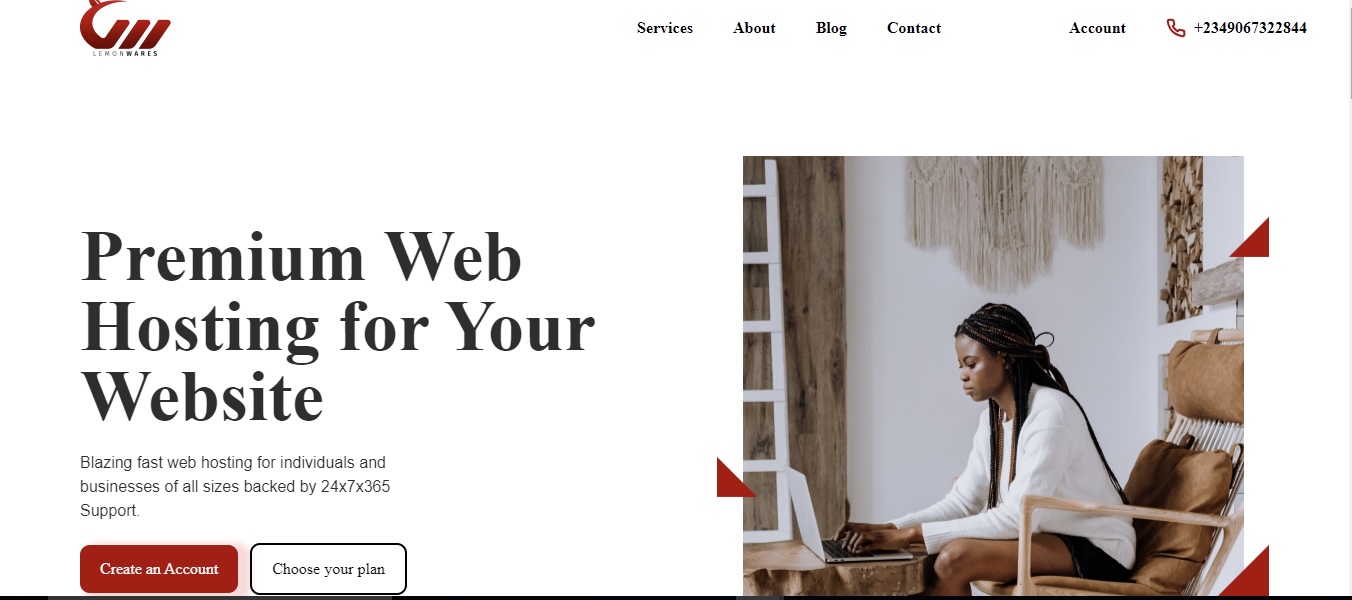 LEMONWARES
Services About Blog Contact Account +2349067322844
Premium Web
Hosting for Your
Website
Blazing fast web hosting for individuals and
businesses of all sizes backed by 24x7x365
Support.
Create an Account Choose your plan